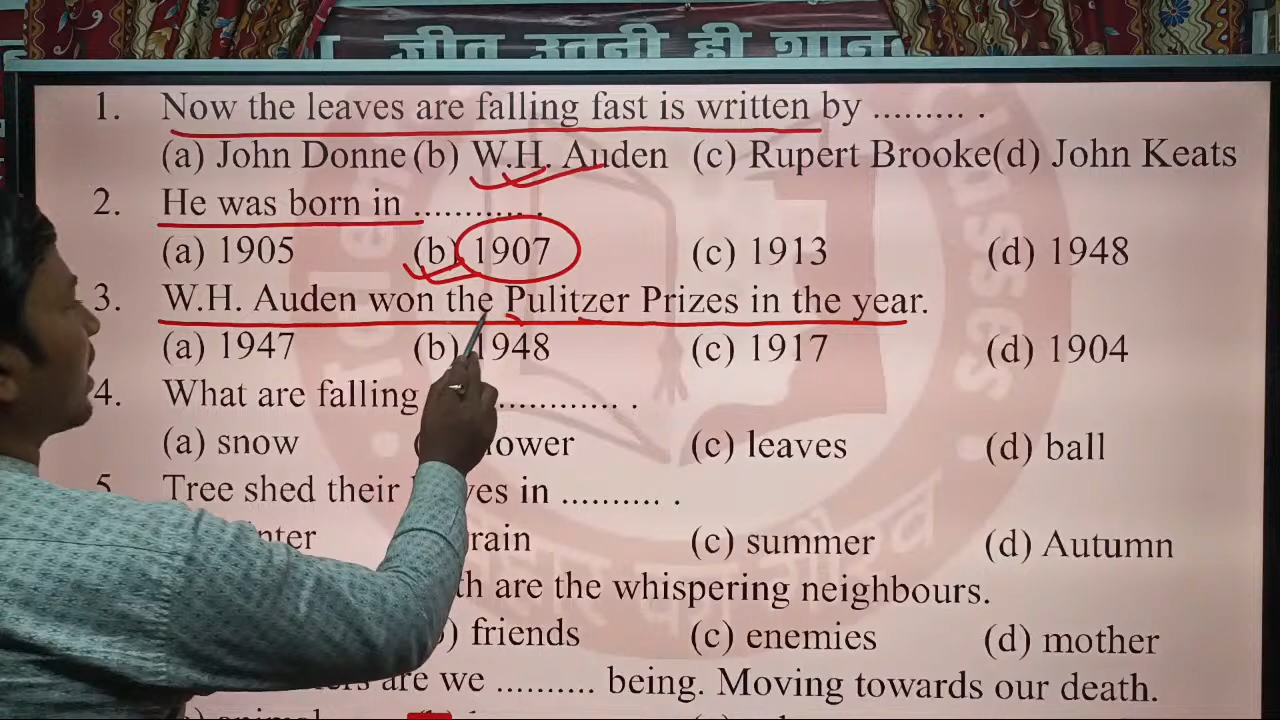 जीत उतनी ही शान
1. Now the leaves are falling fast is written by ......... .
(a) John Donne (b) W.H. Auden (c) Rupert Brooke (d) John Keats
2. He was born in ............ .
(a) 1905 (b) 1907 (c) 1913 (d) 1948
3. W.H. Auden won the Pulitzer Prizes in the year.
(a) 1947 (b) 1948 (c) 1917 (d) 1904
4. What are falling ............. .
(a) snow (c) leaves (d) ball
5. Tree shed their in .......... .
rain (c) summer (d) Autumn
are the whispering neighbours.
friends (c) enemies (d) mother
are we .......... being. Moving towards our death.